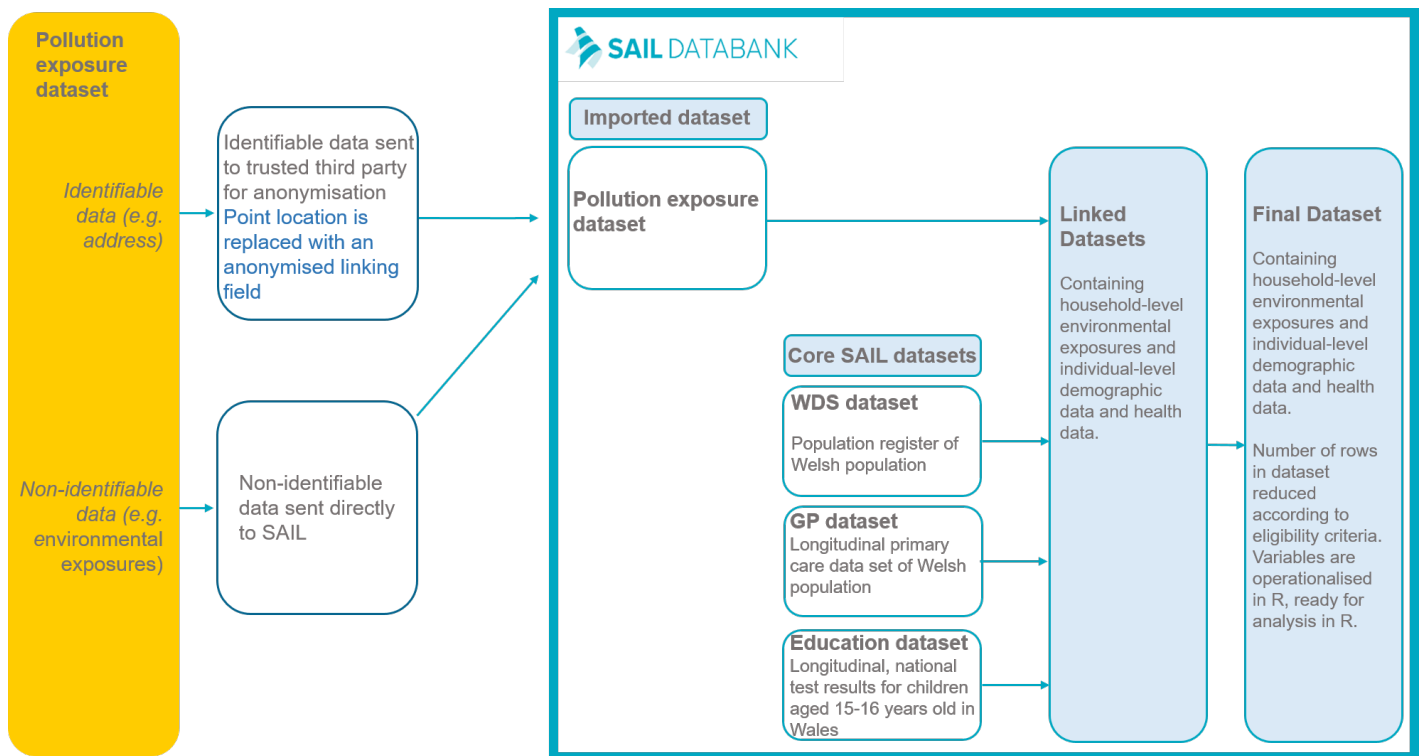 Pollution
exposure
dataset
Identifiable
data (e.g.
address)
Non-identifiable
data (e.g.
environmental
exposures)
Identifiable data sent
to trusted third party
for anonymisation
Point location is
replaced with an
anonymised linking
field
Non-identifiable
data sent directly
to SAIL
SAIL DATABANK
Imported dataset
Pollution exposure
dataset
Core SAIL datasets
WDS dataset
Population register of
Welsh population
GP dataset
Longitudinal primary
care data set of Welsh
population
Education dataset
Longitudinal, national
test results for children
aged 15-16 years old in
Wales
Linked
Datasets
Containing
household-level
environmental
exposures and
individual-level
demographic
data and health
data.
Final Dataset
Containing
household-level
environmental
exposures and
individual-level
demographic
data and health
data.
Number of rows
in dataset
reduced
according to
eligibility criteria.
Variables are
operationalised
in R, ready for
analysis in R.